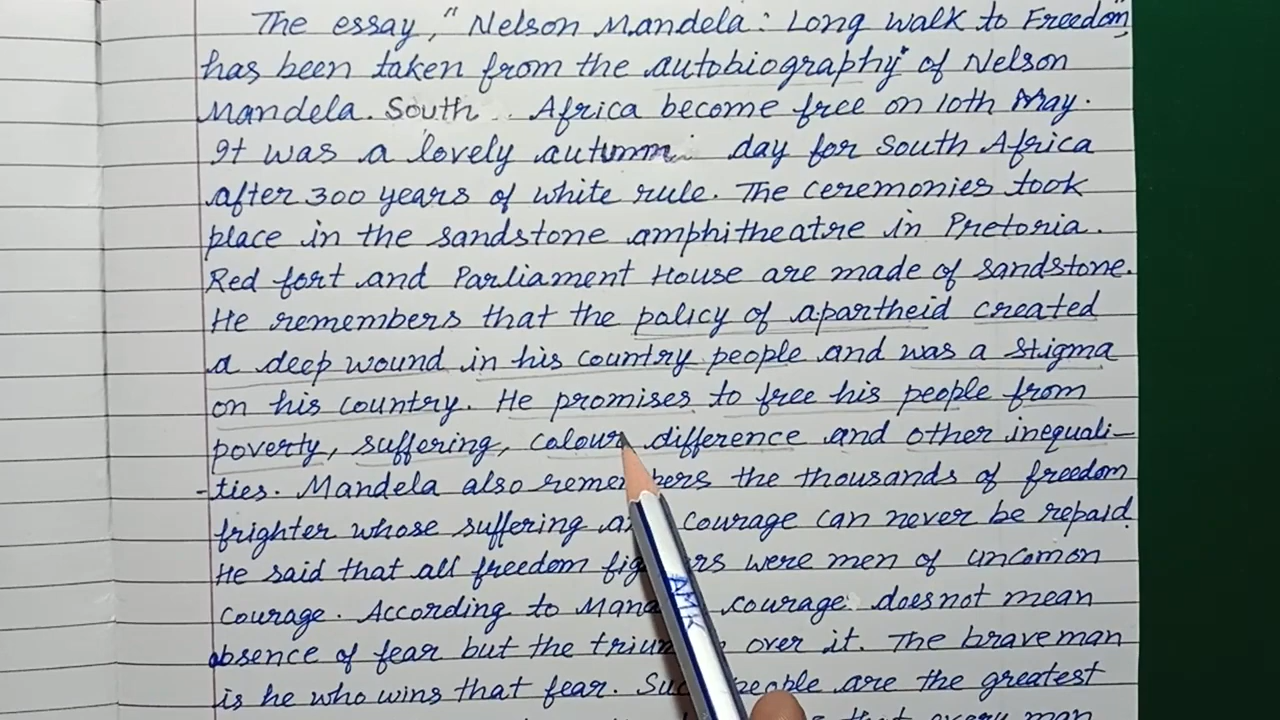 The essay, "Nelson Mandela: Long Walk to Freedom,"
has been taken from the autobiography of Nelson
Mandela. South Africa become free on 10th May.
It was a lovely autumn day for South Africa
after 300 years of white rule. The ceremonies took
place in the sandstone amphitheatre in Pretoria.
Red fort and Parliament House are made of sandstone.
He remembers that the policy of apartheid created
a deep wound in his country people and was a stigma
on his country. He promises to free his people from
poverty, suffering, colour difference and other inequali-
-ties. Mandela also remembers the thousands of freedom
frighter whose suffering and courage can never be repaid.
He said that all freedom fighters were men of uncomon
courage. According to Mandela courage does not mean
absence of fear but the triumph over it. The brave man
is he who wins that fear. Such people are the greatest
that every man
AMK